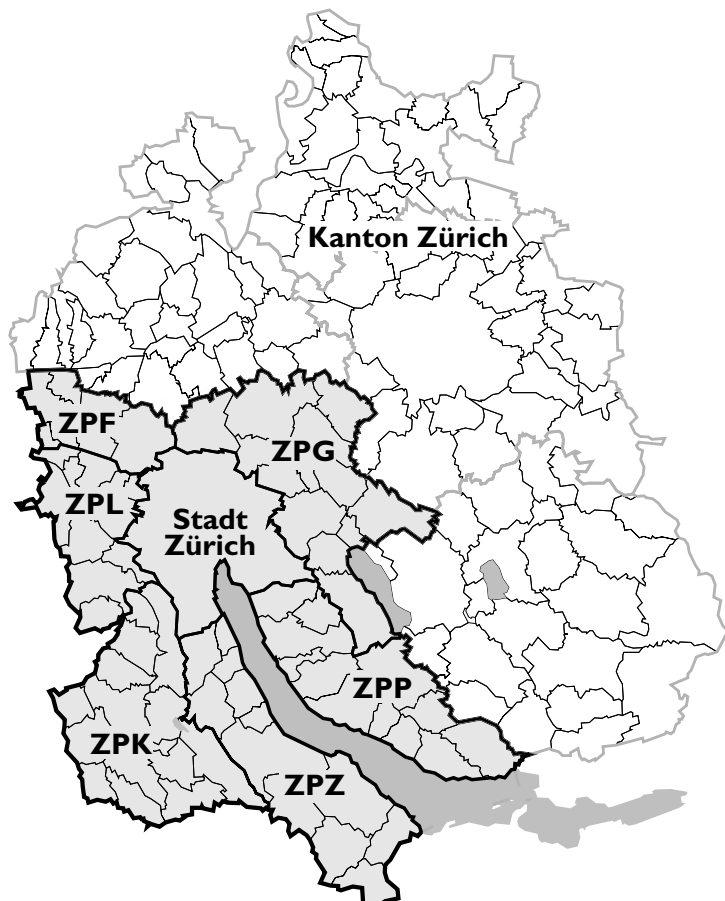 Kanton Zürich
ZPF
ZPG
ZPL
Stadt
Zürich
ZPP
ZPK
ZPZ